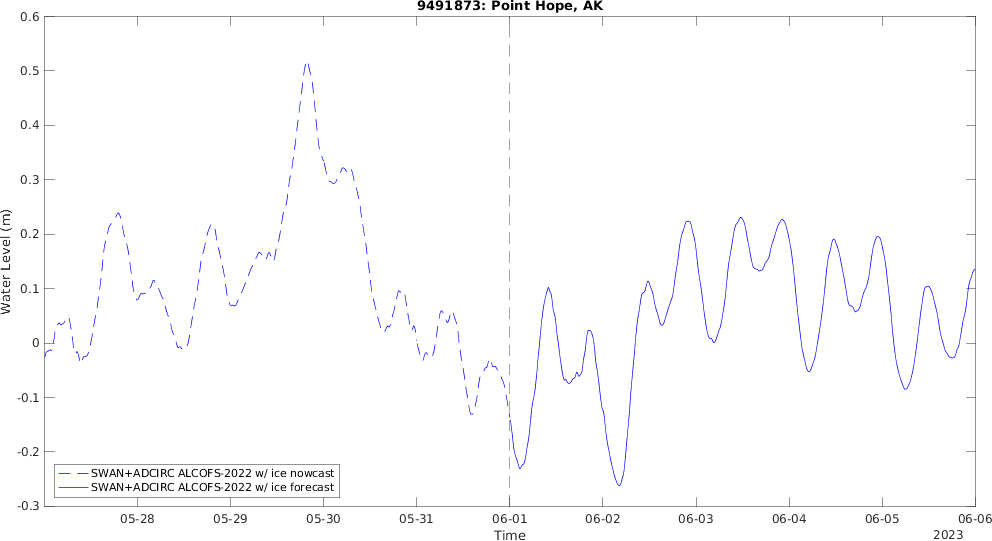 9491873: Point Hope, AK
0.6
0.5
0.4
0.3
0.2
0.1
0
-0.1
-0.2
-0.3
Water Level (m)
SWAN+ADCIRC ALCOFS-2022 w/ ice nowcast
SWAN+ADCIRC ALCOFS-2022 w/ ice forecast
05-28 05-29 05-30 05-31 06-01 06-02 06-03 06-04 06-05 06-06
Time
2023